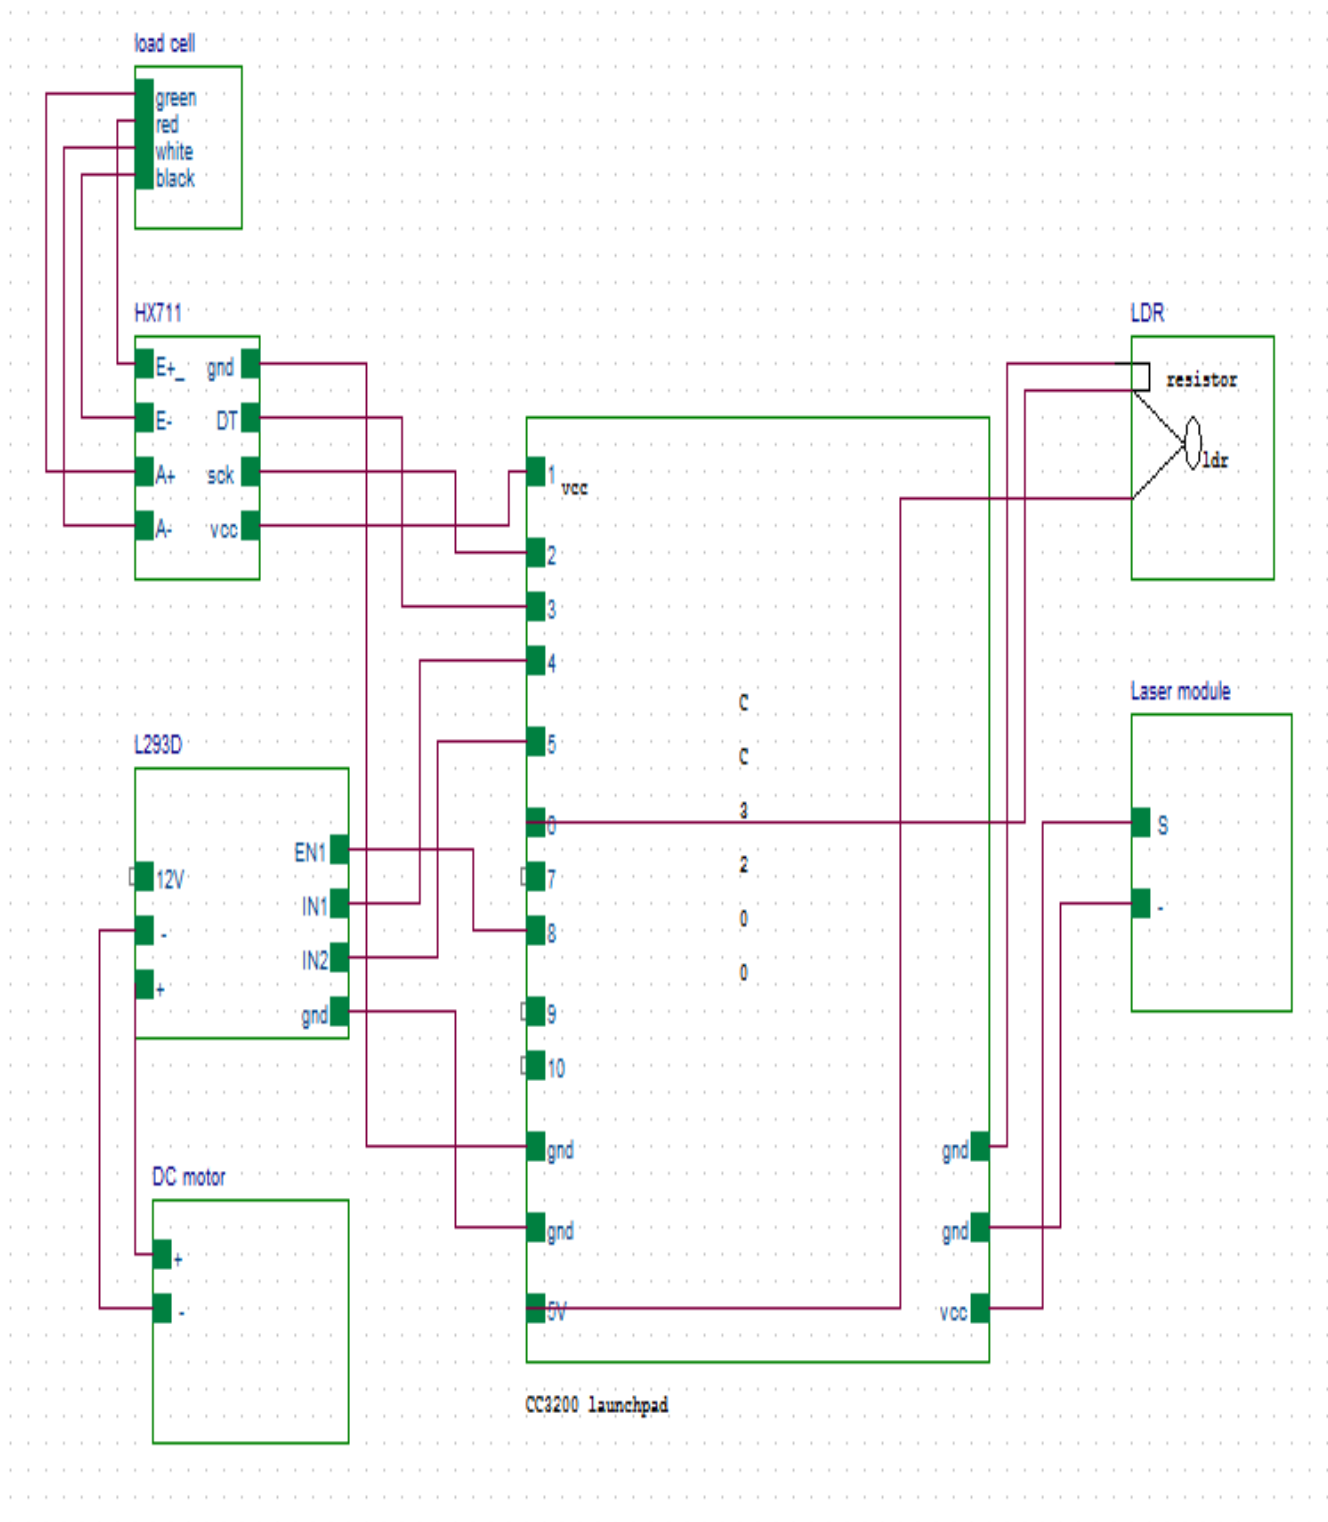 load cell
green
red
white
black
HX711
E+_ gnd
E- DT
A+ sck
A- vcc
L293D
EN1
12V
IN1
-
IN2
+
gnd
DC motor
+
-
1
vcc
2
3
4
5
6
7
8
9
10
gnd
gnd
5V
C
C
3
2
0
0
gnd
gnd
vcc
CC3200 launchpad
LDR
resistor
ldr
Laser module
S
-